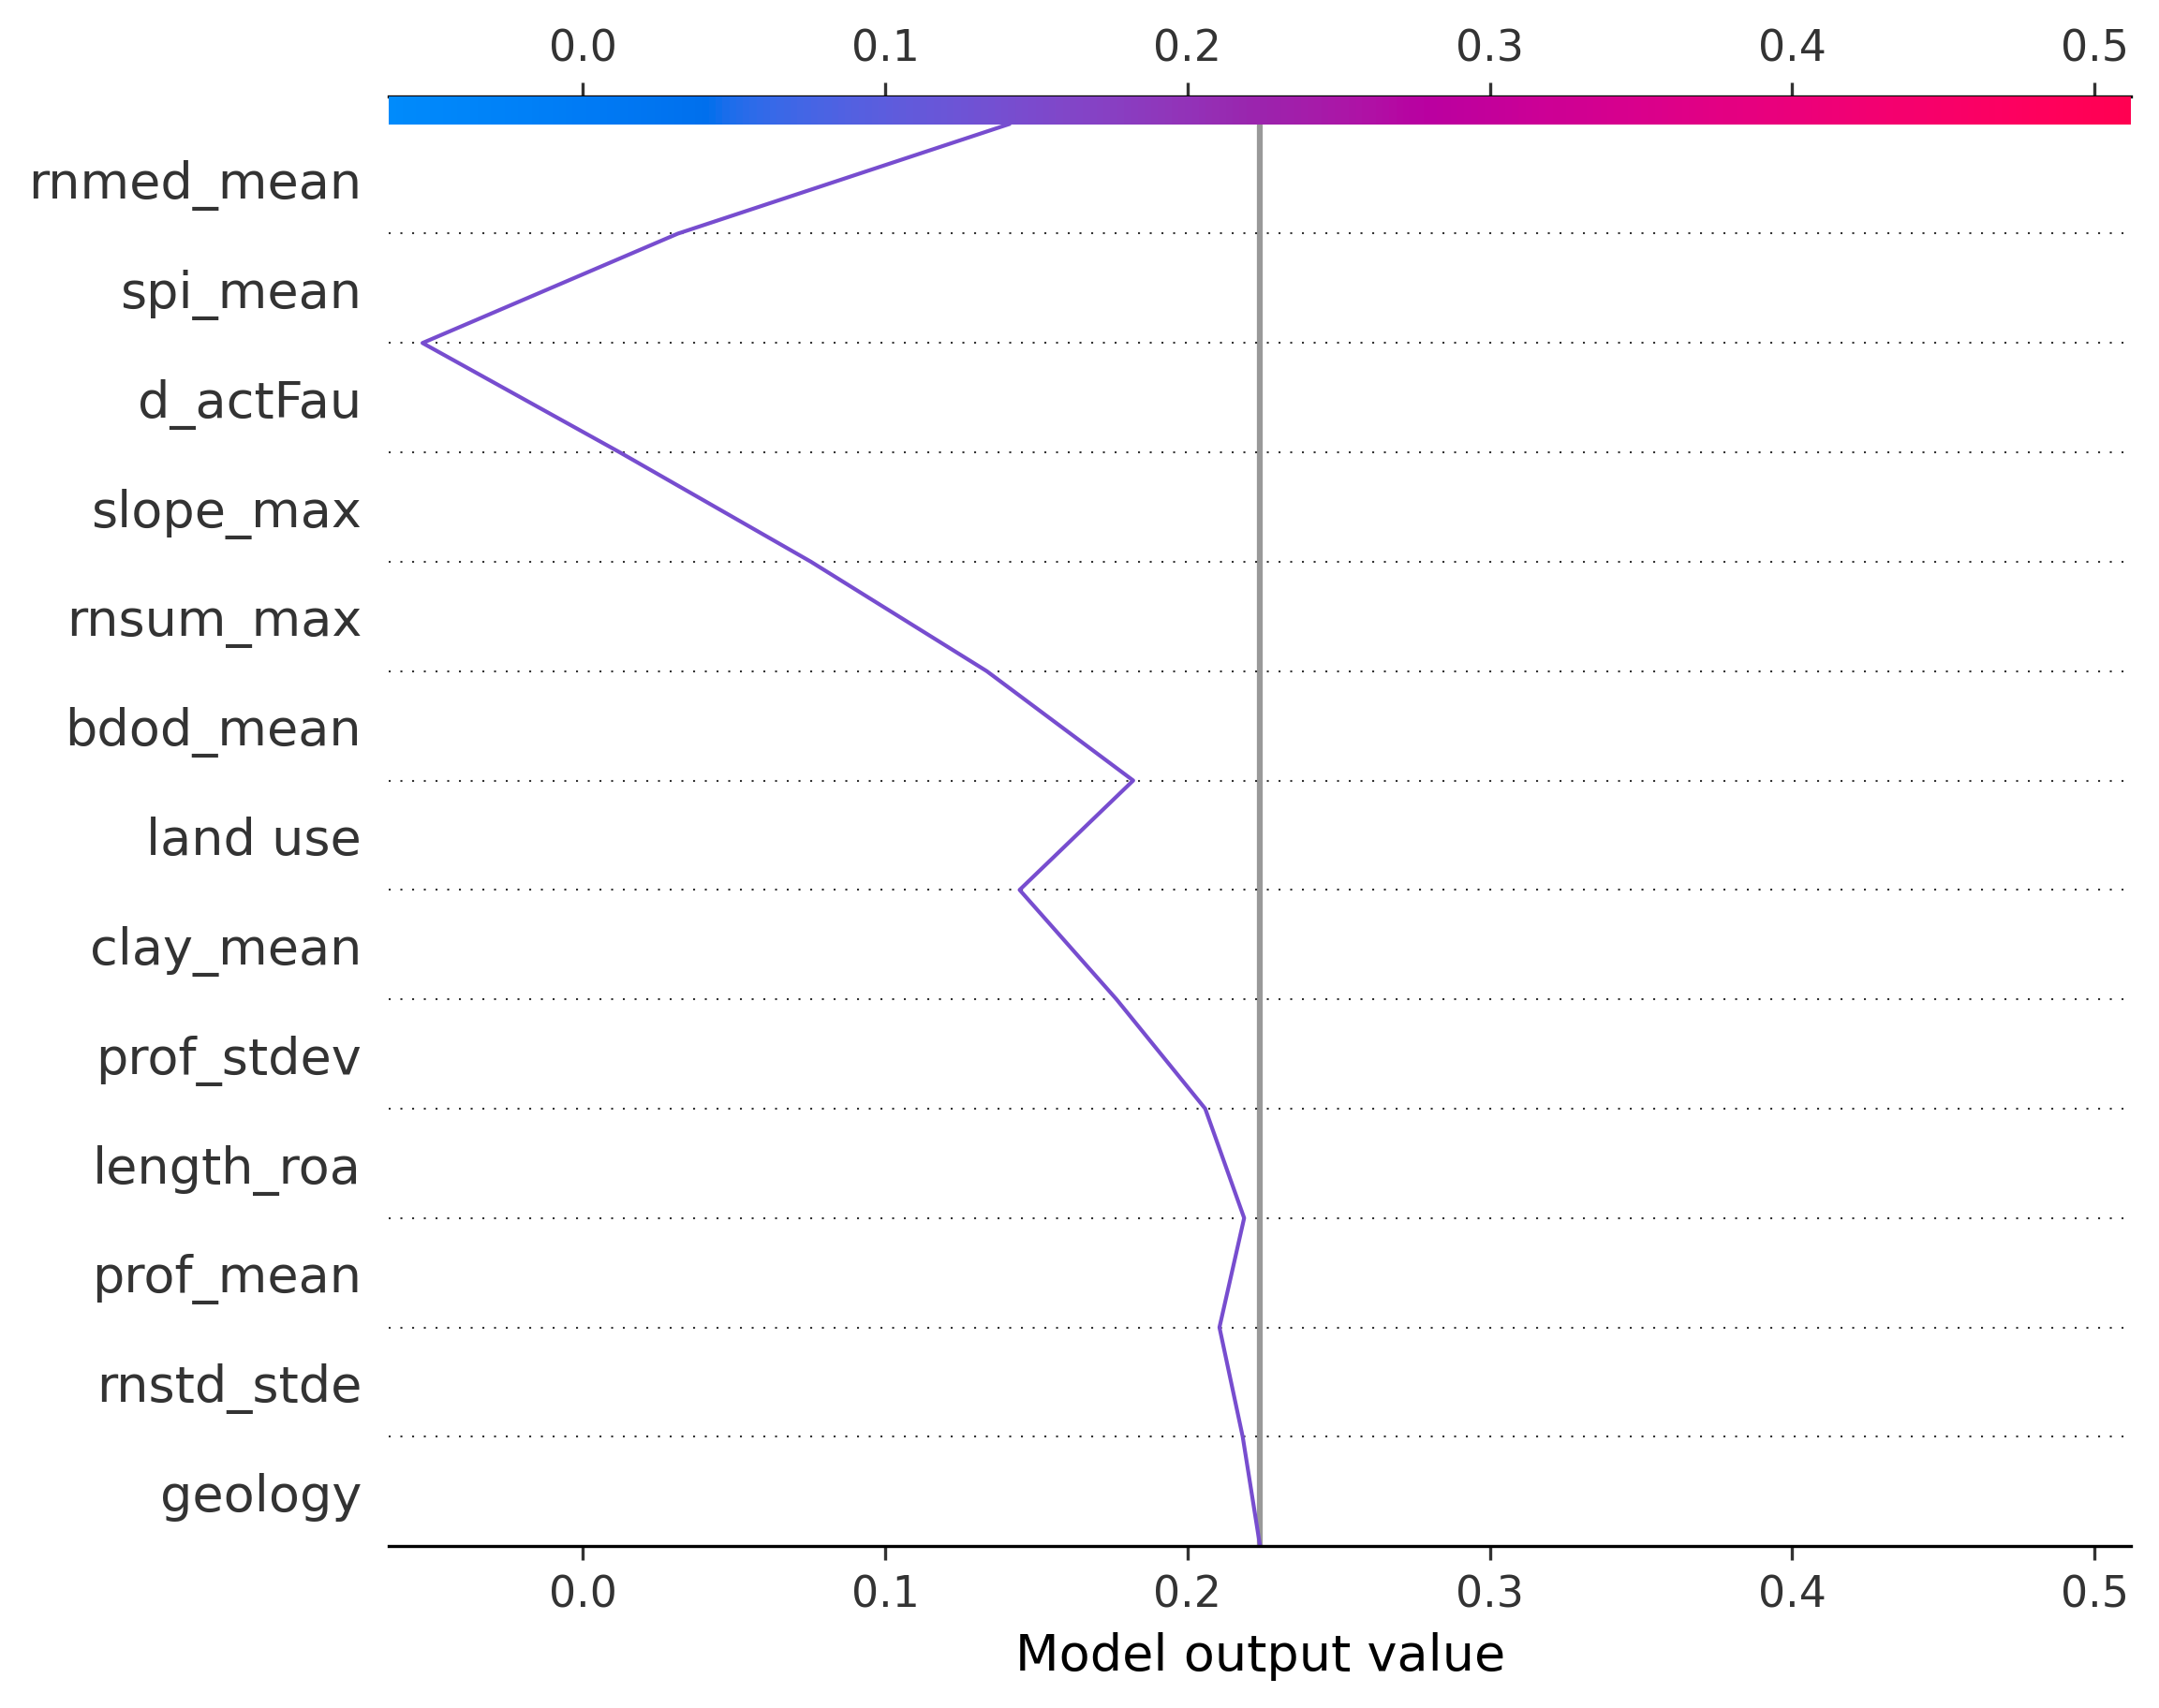 0.0 0.1 0.2 0.3 0.4 0.5
rnmed_mean
spi_mean
d_actFau
slope_max
rnsum_max
bdod_mean
land use
clay_mean
prof_stdev
length_roa
prof_mean
rnstd_stde
geology
0.0 0.1 0.2 0.3 0.4 0.5
Model output value